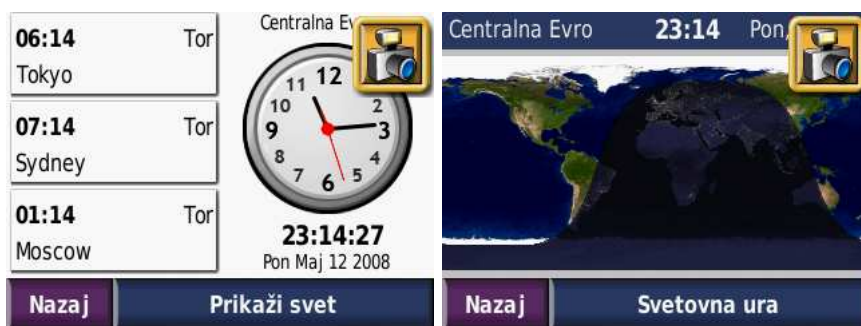 06:14 Tor
Tokyo
07:14 Tor
Sydney
01:14 Tor
Moscow
Centralna
12
11
10
2
9
3
8
4
7
5
6
23:14:27
Pon Maj 12 2008
Nazaj
Prikaži svet
Centralna Evro 23:14 Pon,
Nazaj
Svetovna ura